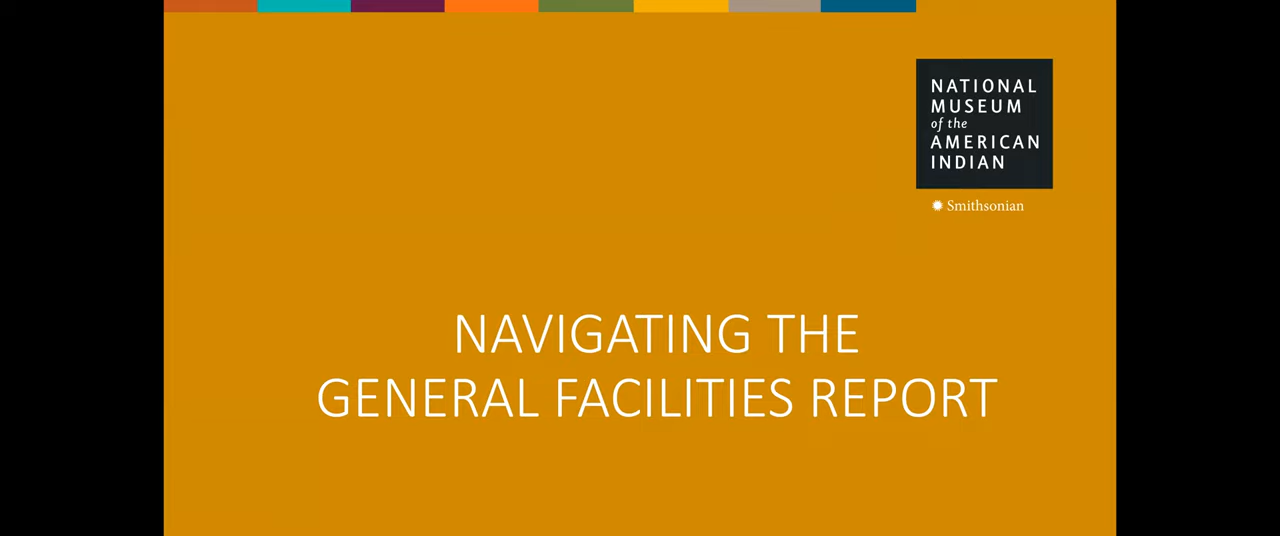 NATIONAL
MUSEUM
of the
AMERICAN
INDIAN
Smithsonian
NAVIGATING THE
GENERAL FACILITIES REPORT